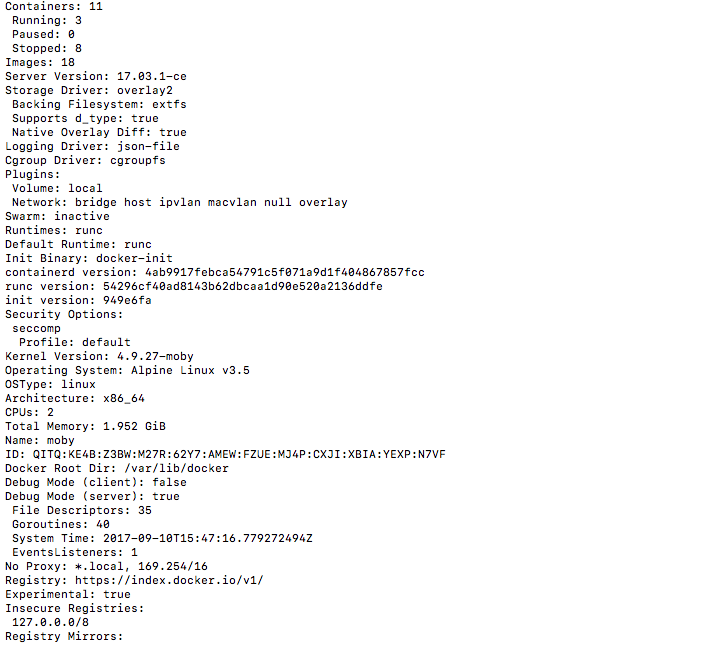 Containers: 11
 Running: 3
 Paused: 0
 Stopped: 8
Images: 18
Server Version: 17.03.1-ce
Storage Driver: overlay2
 Backing Filesystem: extfs
 Supports d_type: true
 Native Overlay Diff: true
Logging Driver: json-file
Cgroup Driver: cgroupfs
Plugins:
 Volume: local
 Network: bridge host ipvlan macvlan null overlay
Swarm: inactive
Runtimes: runc
Default Runtime: runc
Init Binary: docker-init
containerd version: 4ab9917febca54791c5f071a9d1f404867857fcc
runc version: 54296cf40ad8143b62dbcaa1d90e520a2136ddfe
init version: 949e6fa
Security Options:
 seccomp
  Profile: default
Kernel Version: 4.9.27-moby
Operating System: Alpine Linux v3.5
OSType: linux
Architecture: x86_64
CPUs: 2
Total Memory: 1.952 GiB
Name: moby
ID: QITQ:KE4B:Z3BW:M27R:62Y7:AMEW:FZUE:MJ4P:CXJI:XBIA:YEXP:N7VF
Docker Root Dir: /var/lib/docker
Debug Mode (client): false
Debug Mode (server): true
 File Descriptors: 35
 Goroutines: 40
 System Time: 2017-09-10T15:47:16.779272494Z
 EventsListeners: 1
No Proxy: *.local, 169.254/16
Registry: https://index.docker.io/v1/
Experimental: true
Insecure Registries:
 127.0.0.0/8
Registry Mirrors: